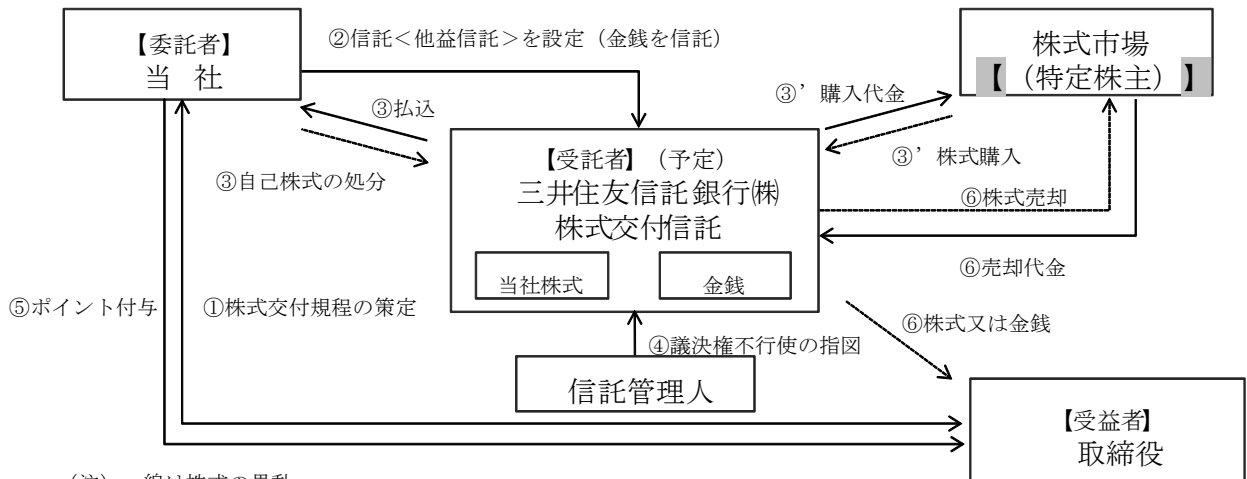 【委託者】
当 社
②信託＜他益信託＞を設定（金銭を信託）
株式市場
【（特定株主）】
③払込
③’購入代金
③自己株式の処分
【受託者】（予定）
三井住友信託銀行㈱
株式交付信託
当社株式
金銭
③’株式購入
⑥株式売却
⑥売却代金
⑤ポイント付与
①株式交付規程の策定
⑥株式又は金銭
④議決権不行使の指図
信託管理人
【受益者】
取締役